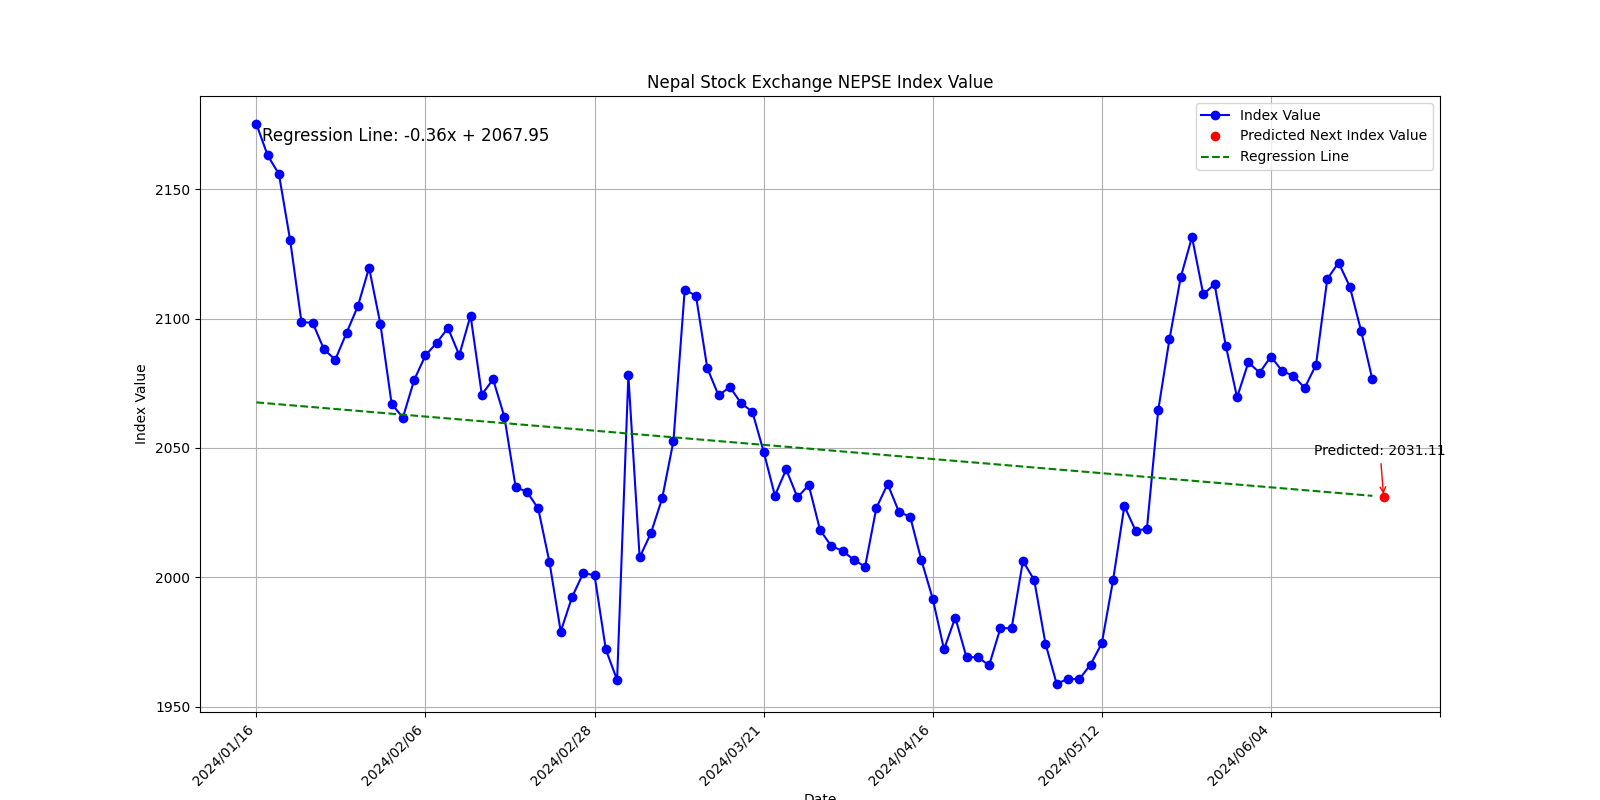 Nepal Stock Exchange NEPSE Index Value
Regression Line: -0.36x + 2067.95
Index Value
Predicted Next Index Value
Regression Line
2150
2100
2050
2000
1950
Index Value
Predicted: 2031.11
2024/01/16
2024/02/06
2024/02/28
2024/03/21
2024/04/16
2024/05/12
2024/06/04
Date